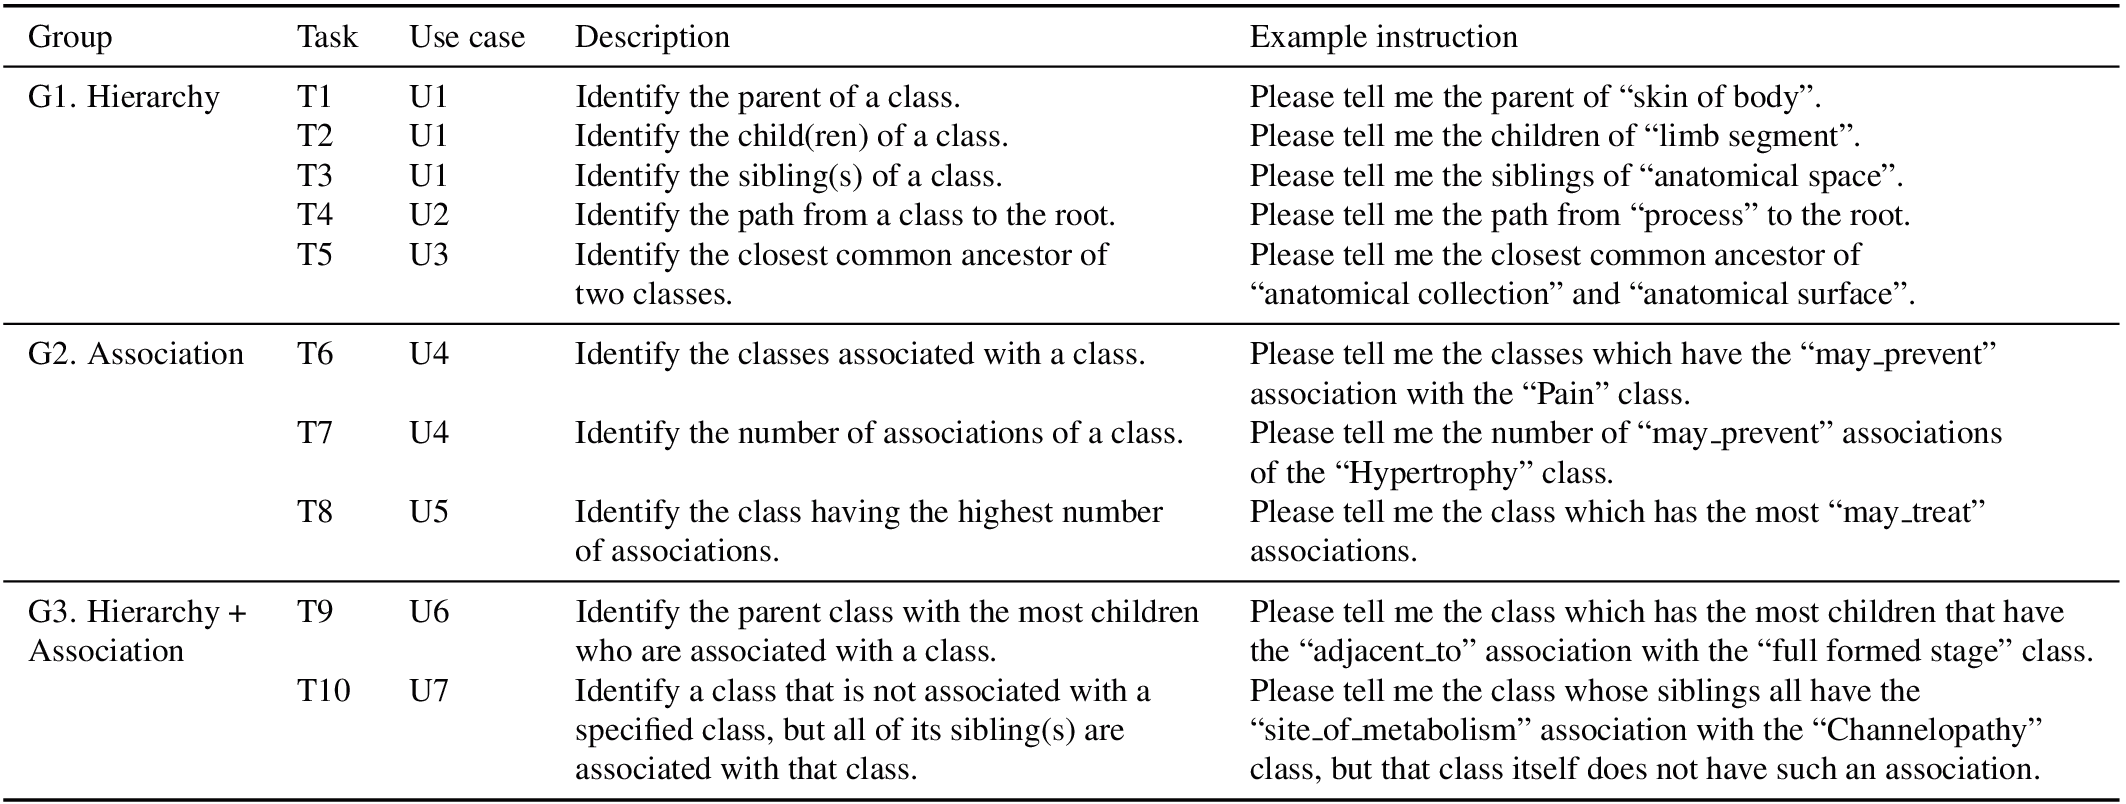 Group Task Use case Description Example instruction
G1. Hierarchy T1 U1 Identify the parent of a class. Please tell me the parent of “skin of body”.
T2 U1 Identify the child(ren) of a class. Please tell me the children of “limb segment”.
T3 U1 Identify the sibling(s) of a class. Please tell me the siblings of “anatomical space”.
T4 U2 Identify the path from a class to the root. Please tell me the path from “process” to the root.
T5 U3 Identify the closest common ancestor of Please tell me the closest common ancestor of
two classes. “anatomical collection” and “anatomical surface”.
G2. Association T6 U4 Identify the classes associated with a class. Please tell me the classes which have the “may_prevent”
association with the “Pain” class.
T7 U4 Identify the number of associations of a class. Please tell me the number of “may_prevent” associations
of the “Hypertrophy” class.
T8 U5 Identify the class having the highest number Please tell me the class which has the most “may_treat”
of associations. associations.
G3. Hierarchy + T9 U6 Identify the parent class with the most children Please tell me the class which has the most children that have
Association who are associated with a class. the “adjacent_to” association with the “full formed stage” class.
T10 U7 Identify a class that is not associated with a Please tell me the class whose siblings all have the
specified class, but all of its sibling(s) are “site_of_metabolism” association with the “Channelopathy”
associated with that class. class, but that class itself does not have such an association.